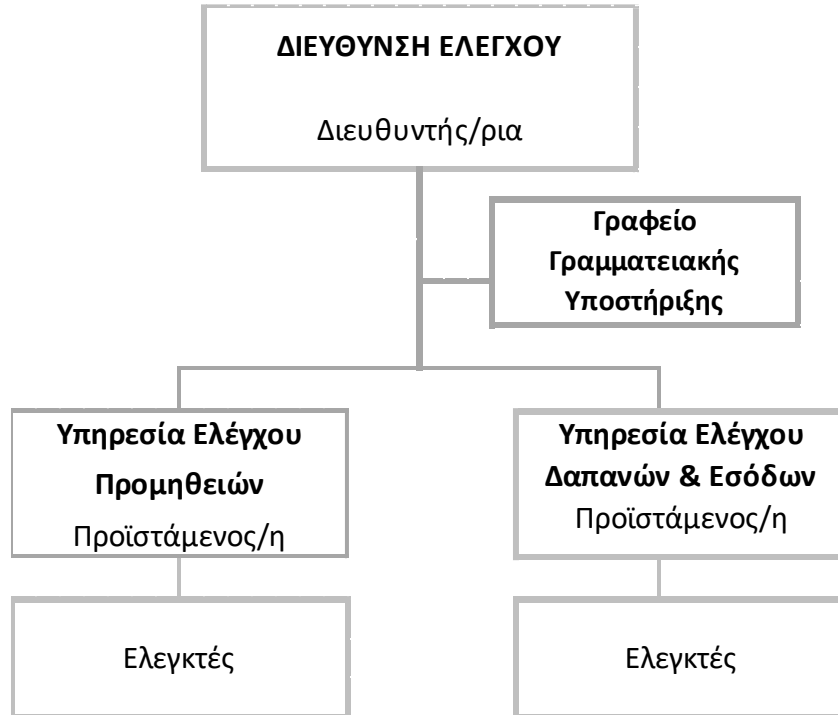 ΔΙΕΥΘΥΝΣΗ ΕΛΕΓΧΟΥ
Διευθυντής/ρια
Γραφείο
Γραμματειακής
Υποστήριξης
Υπηρεσία Ελέγχου
Προμηθειών
Προϊστάμενος/η
Υπηρεσία Ελέγχου
Δαπανών & Εσόδων
Προϊστάμενος/η
Ελεγκτές
Ελεγκτές